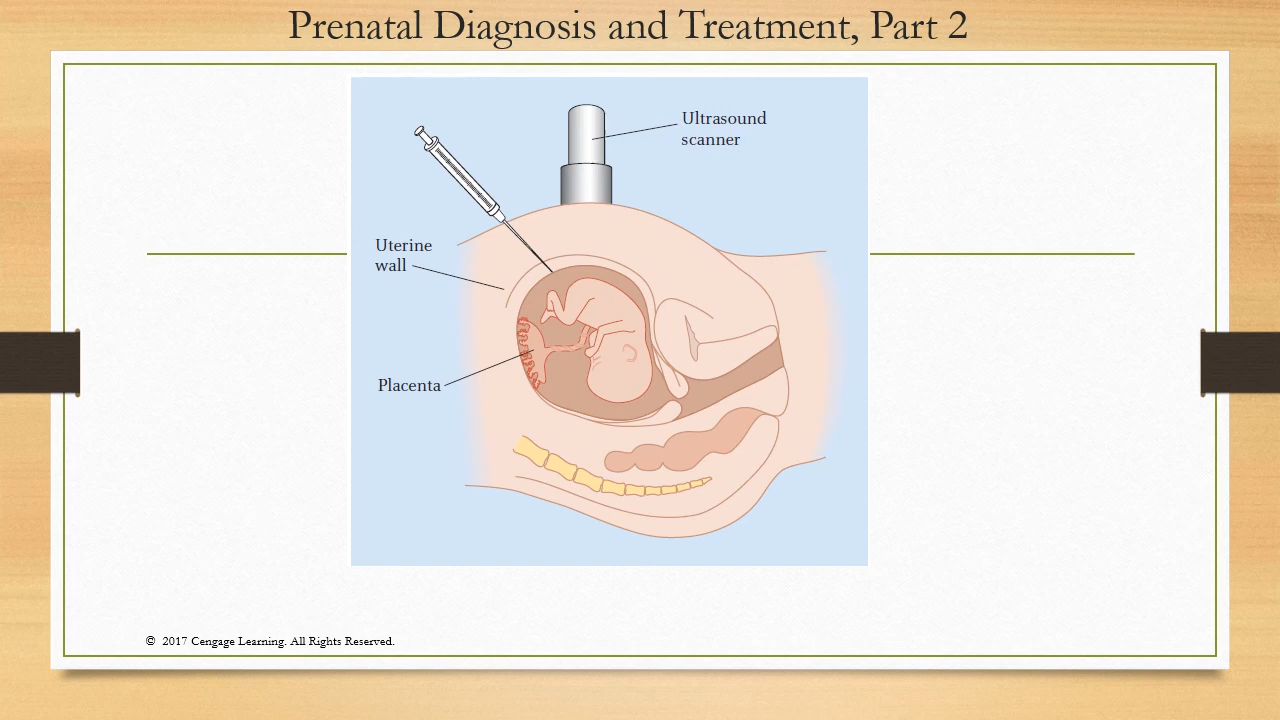 Prenatal Diagnosis and Treatment, Part 2
Ultrasound
scanner
Uterine
wall
Placenta
© 2017 Cengage Learning. All Rights Reserved.